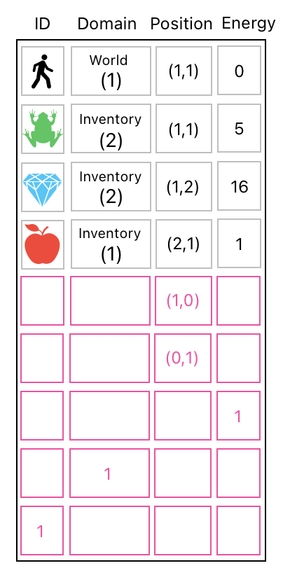 ID Domain Position Energy
World
(1) (1,1) 0
Inventory
(2) (1,1) 5
Inventory
(2) (1,2) 16
Inventory
(1) (2,1) 1
(1,0)
(0,1)
1
1
1